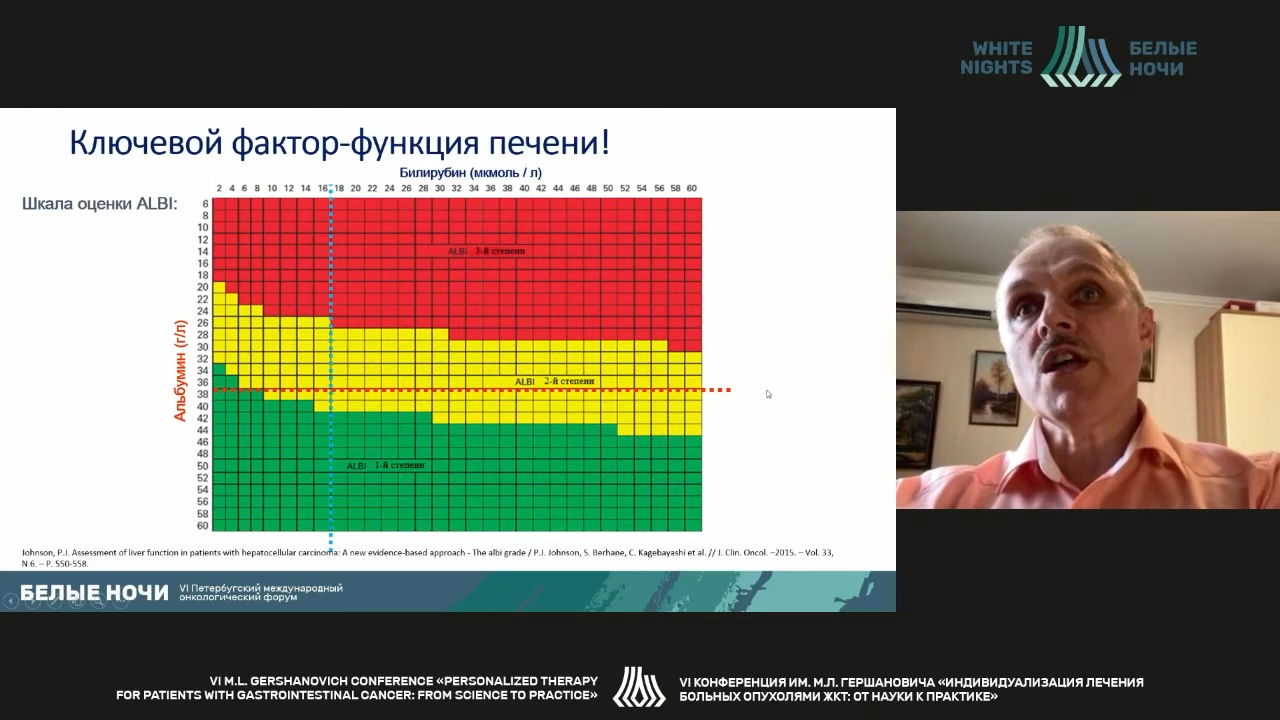 WHITE
NIGHTS
БЕЛЫЕ
НОЧИ
Ключевой фактор-функция печени!
Билирубин (мкмоль / л)
2 4 6 8 10 12 14 16 18 20 22 24 26 28 30 32 34 36 38 40 42 44 46 48 50 52 54 56 58 60
Шкала оценки ALBI:
Альбумин (г/л)
6
8
10
12
14
16
18
20
22
24
26
28
30
32
34
36
38
40
42
44
46
48
50
52
54
56
58
60
ALBI 3-й степени
ALBI 2-й степени
ALBI 1-й степени
Johnson, P.J. Assessment of liver function in patients with hepatocellular carcinoma: A new evidence-based approach - The albi grade / P.J. Johnson, S. Berhane, C. Kagebayashi et al. // J. Clin. Oncol. –2015. – Vol. 33,
N 6. – P. 550-558.
БЕЛЫЕ НОЧИ
VI Петербугский международный
онкологический форум
VI M.L. GERSHANOVICH CONFERENCE «PERSONALIZED THERAPY
FOR PATIENTS WITH GASTROINTESTINAL CANCER: FROM SCIENCE TO PRACTICE»
VI КОНФЕРЕНЦИЯ ИМ. М.Л. ГЕРШАНОВИЧА «ИНДИВИДУАЛИЗАЦИЯ ЛЕЧЕНИЯ
БОЛЬНЫХ ОПУХОЛЯМИ ЖКТ: ОТ НАУКИ К ПРАКТИКЕ»